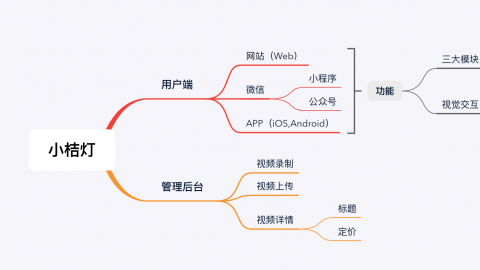 小桔灯
用户端
网站（Web）
微信
小程序
公众号
APP（iOS,Android）
功能
三大模块
视觉交互
管理后台
视频录制
视频上传
视频详情
标题
定价